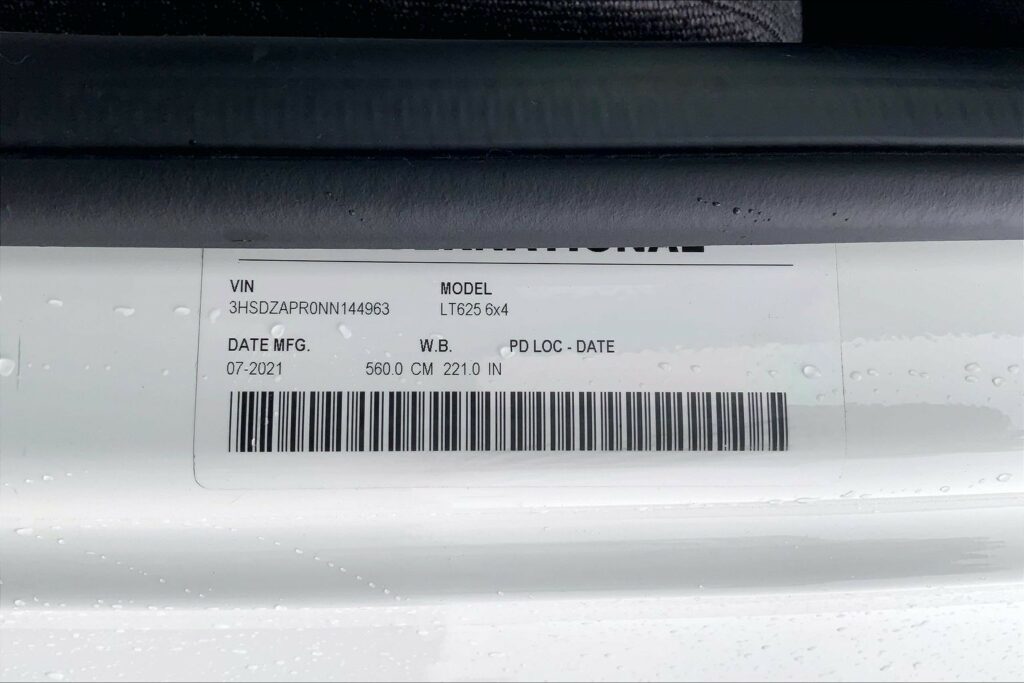 VIN MODEL
3HSDZAPR0NN144963 LT625 6x4
DATE MFG. W.B. PD LOC - DATE
07-2021 560.0 CM 221.0 IN